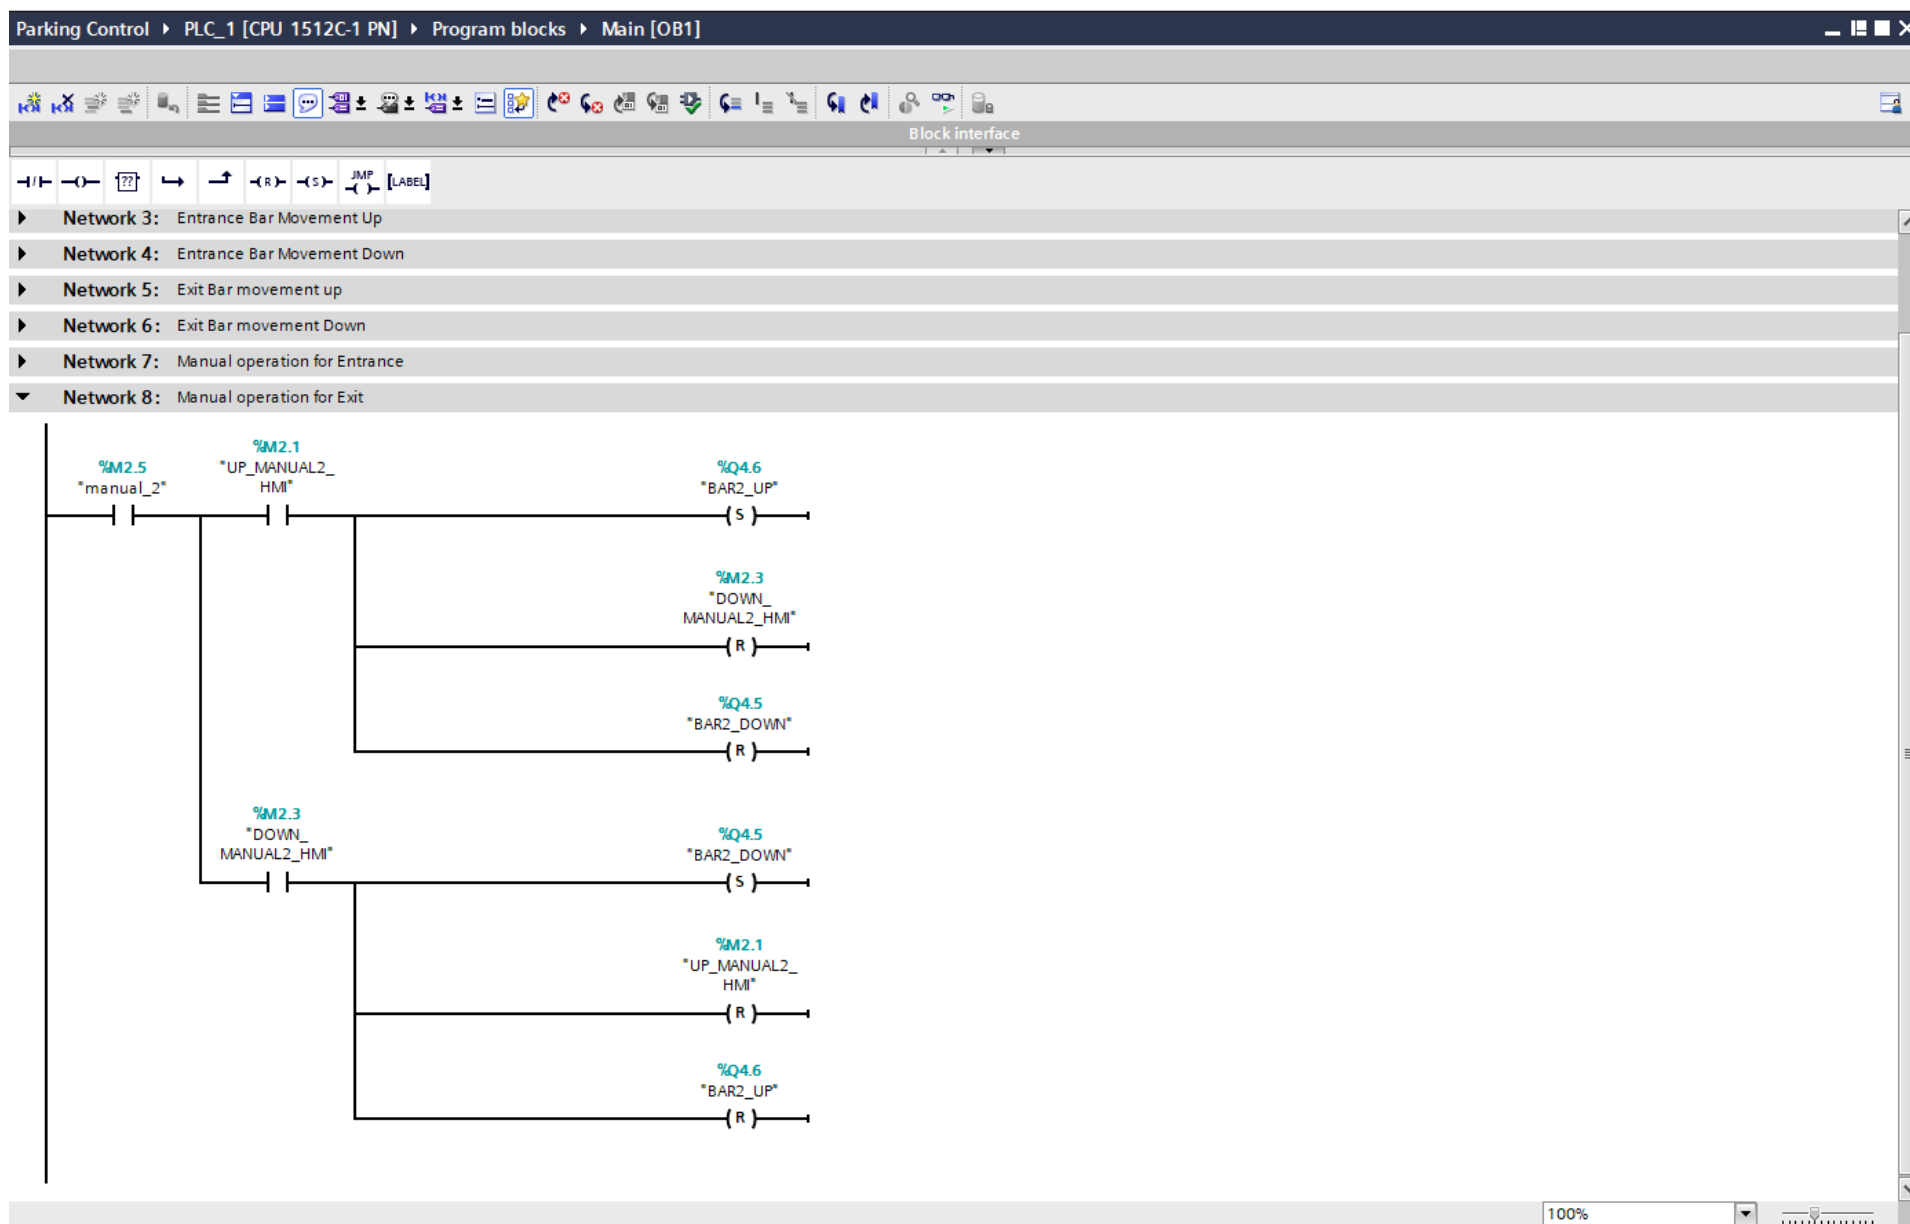 Parking Control ▸ PLC_1 [CPU 1512C-1 PN] ▸ Program blocks ▸ Main [OB1]
Block interface
??
(R)
(S)
JMP
[LABEL]
Network 3: Entrance Bar Movement Up
Network 4: Entrance Bar Movement Down
Network 5: Exit Bar movement up
Network 6: Exit Bar movement Down
Network 7: Manual operation for Entrance
Network 8: Manual operation for Exit
%M2.5
"manual_2"
%M2.1
"UP_MANUAL2_
HMI"
%Q4.6
"BAR2_UP"
S
%M2.3
"DOWN_
MANUAL2_HMI"
R
%Q4.5
"BAR2_DOWN"
R
%M2.3
"DOWN_
MANUAL2_HMI"
%Q4.5
"BAR2_DOWN"
S
%M2.1
"UP_MANUAL2_
HMI"
R
%Q4.6
"BAR2_UP"
R
100%